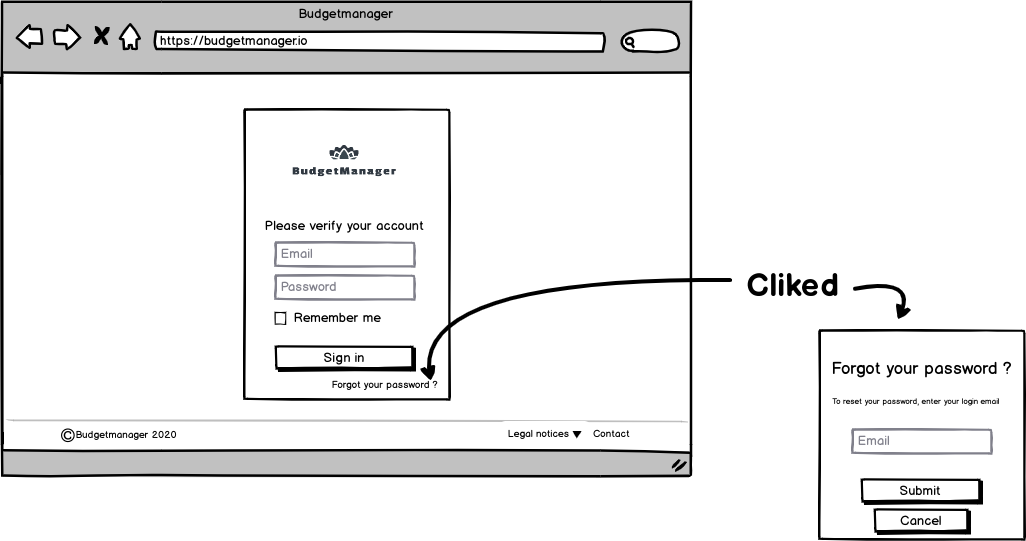 Budgetmanager
https://budgetmanager.io
BudgetManager
Please verify your account
Email
Password
Remember me
Sign in
Forgot your password ?
©Budgetmanager 2020
Legal notices ▼ Contact
Cliked
Forgot your password ?
To reset your password, enter your login email
Email
Submit
Cancel